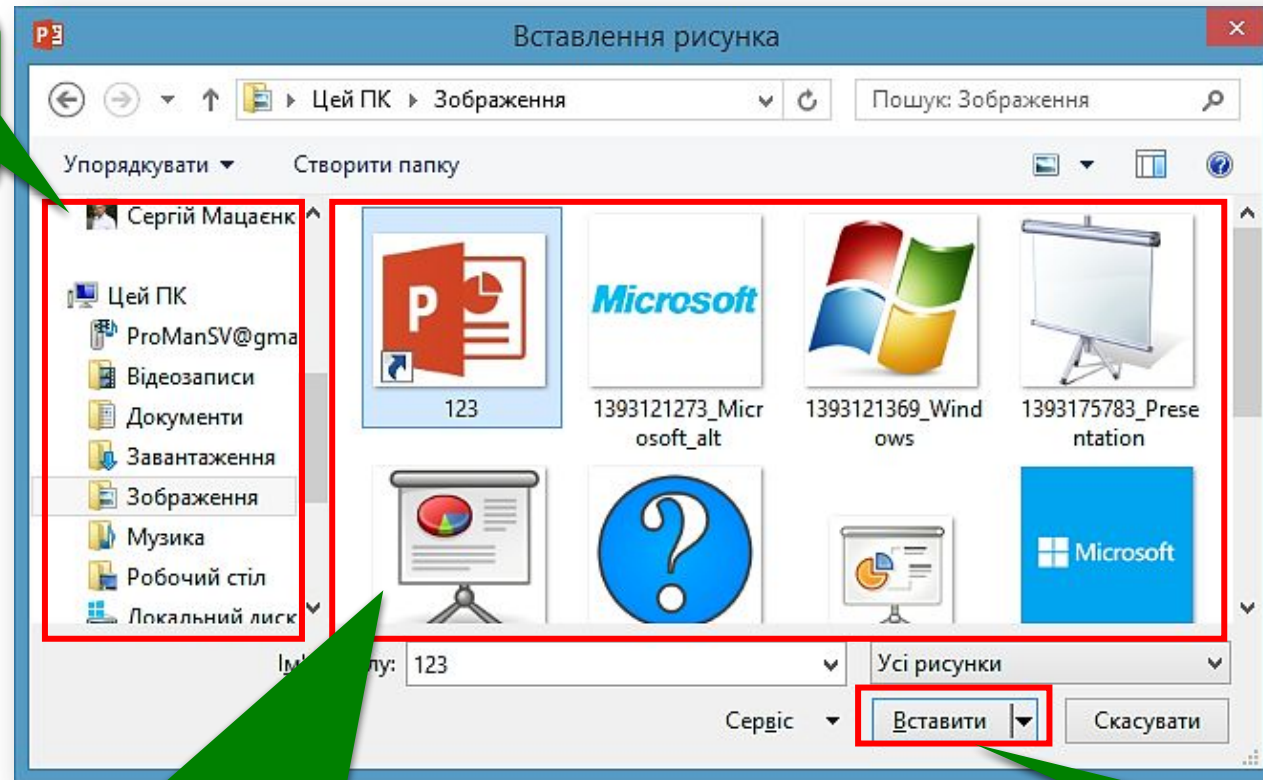 Вставлення рисунка
Цей ПК Зображення
Пошук: Зображення
Упорядкувати
Створити папку
Сергій Мацаєнк
Цей ПК
ProManSV@gma
Відеозаписи
Документи
Завантаження
Зображення
Музика
Робочий стіл
Локальний диск
P
123
Microsoft
1393121273_Micr
osoft_alt
1393121369_Wind
ows
1393175783_Prese
ntation
?
Microsoft
123
Усі рисунки
Сервіс
Вставити
Скасувати